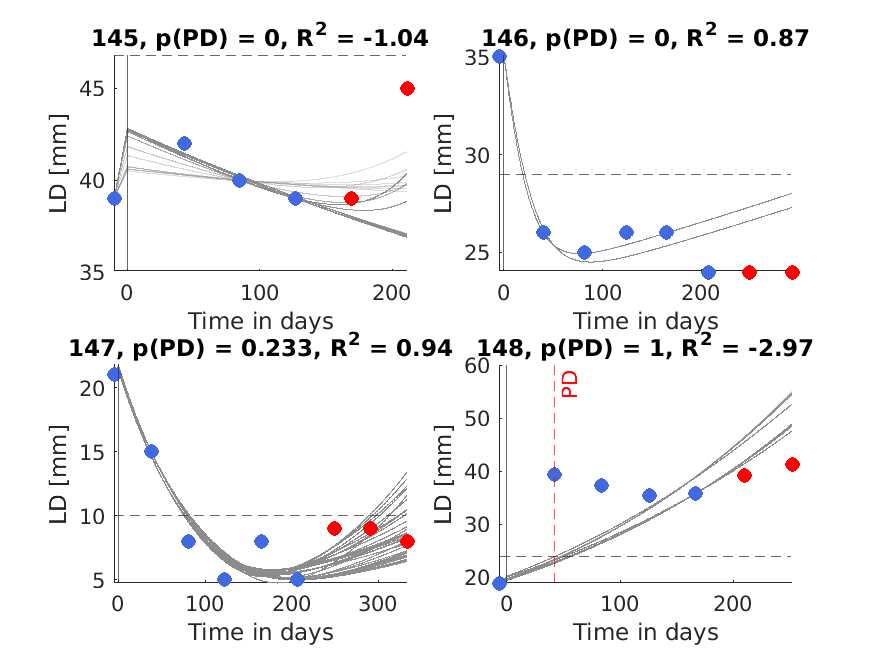 145, p(PD) = 0, R² = -1.04
146, p(PD) = 0, R² = 0.87
45
40
35
LD [mm]
0
100
200
Time in days
35
30
25
LD [mm]
0
100
200
Time in days
147, p(PD) = 0.233, R² = 0.94
148, p(PD) = 1, R² = -2.97
20
15
10
5
LD [mm]
0
100
200
300
Time in days
60
50
40
30
20
LD [mm]
PD
0
100
200
Time in days